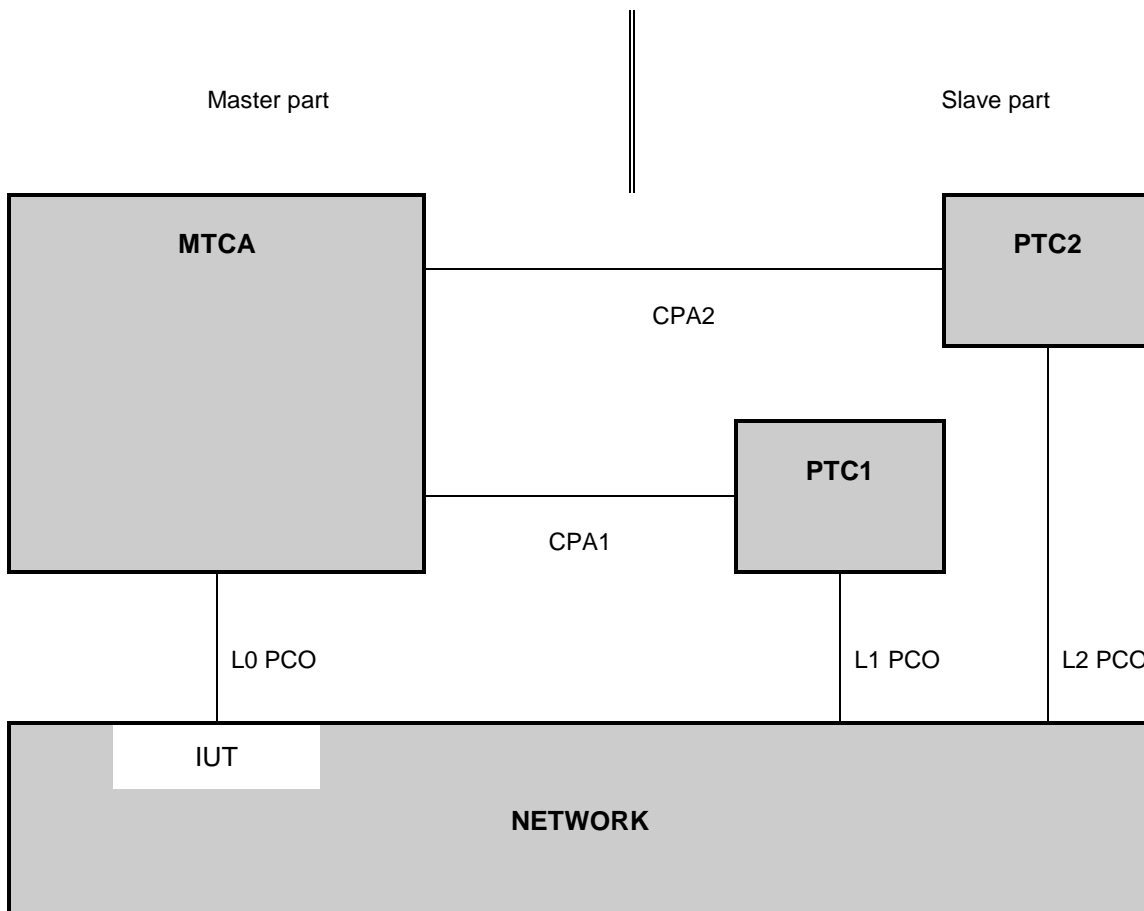 Master part
Slave part
MTCA
PTC2
CPA2
PTC1
CPA1
L0 PCO
L1 PCO
L2 PCO
IUT
NETWORK